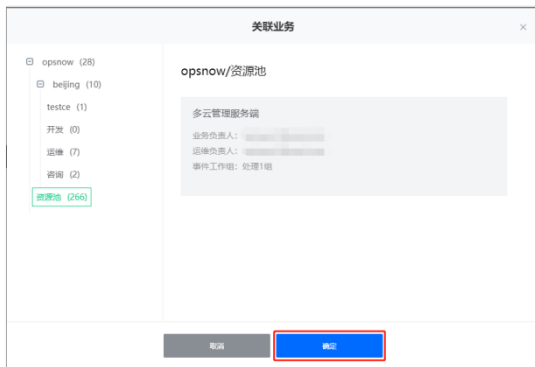 关联业务
opsnow (28)
beijing (10)
testce (1)
开发 (0)
运维 (7)
咨询 (2)
资源池 (266)
opsnow/资源池
多云管理服务端
业务负责人:
运维负责人:
事件工作组: 处理1组
取消
确定